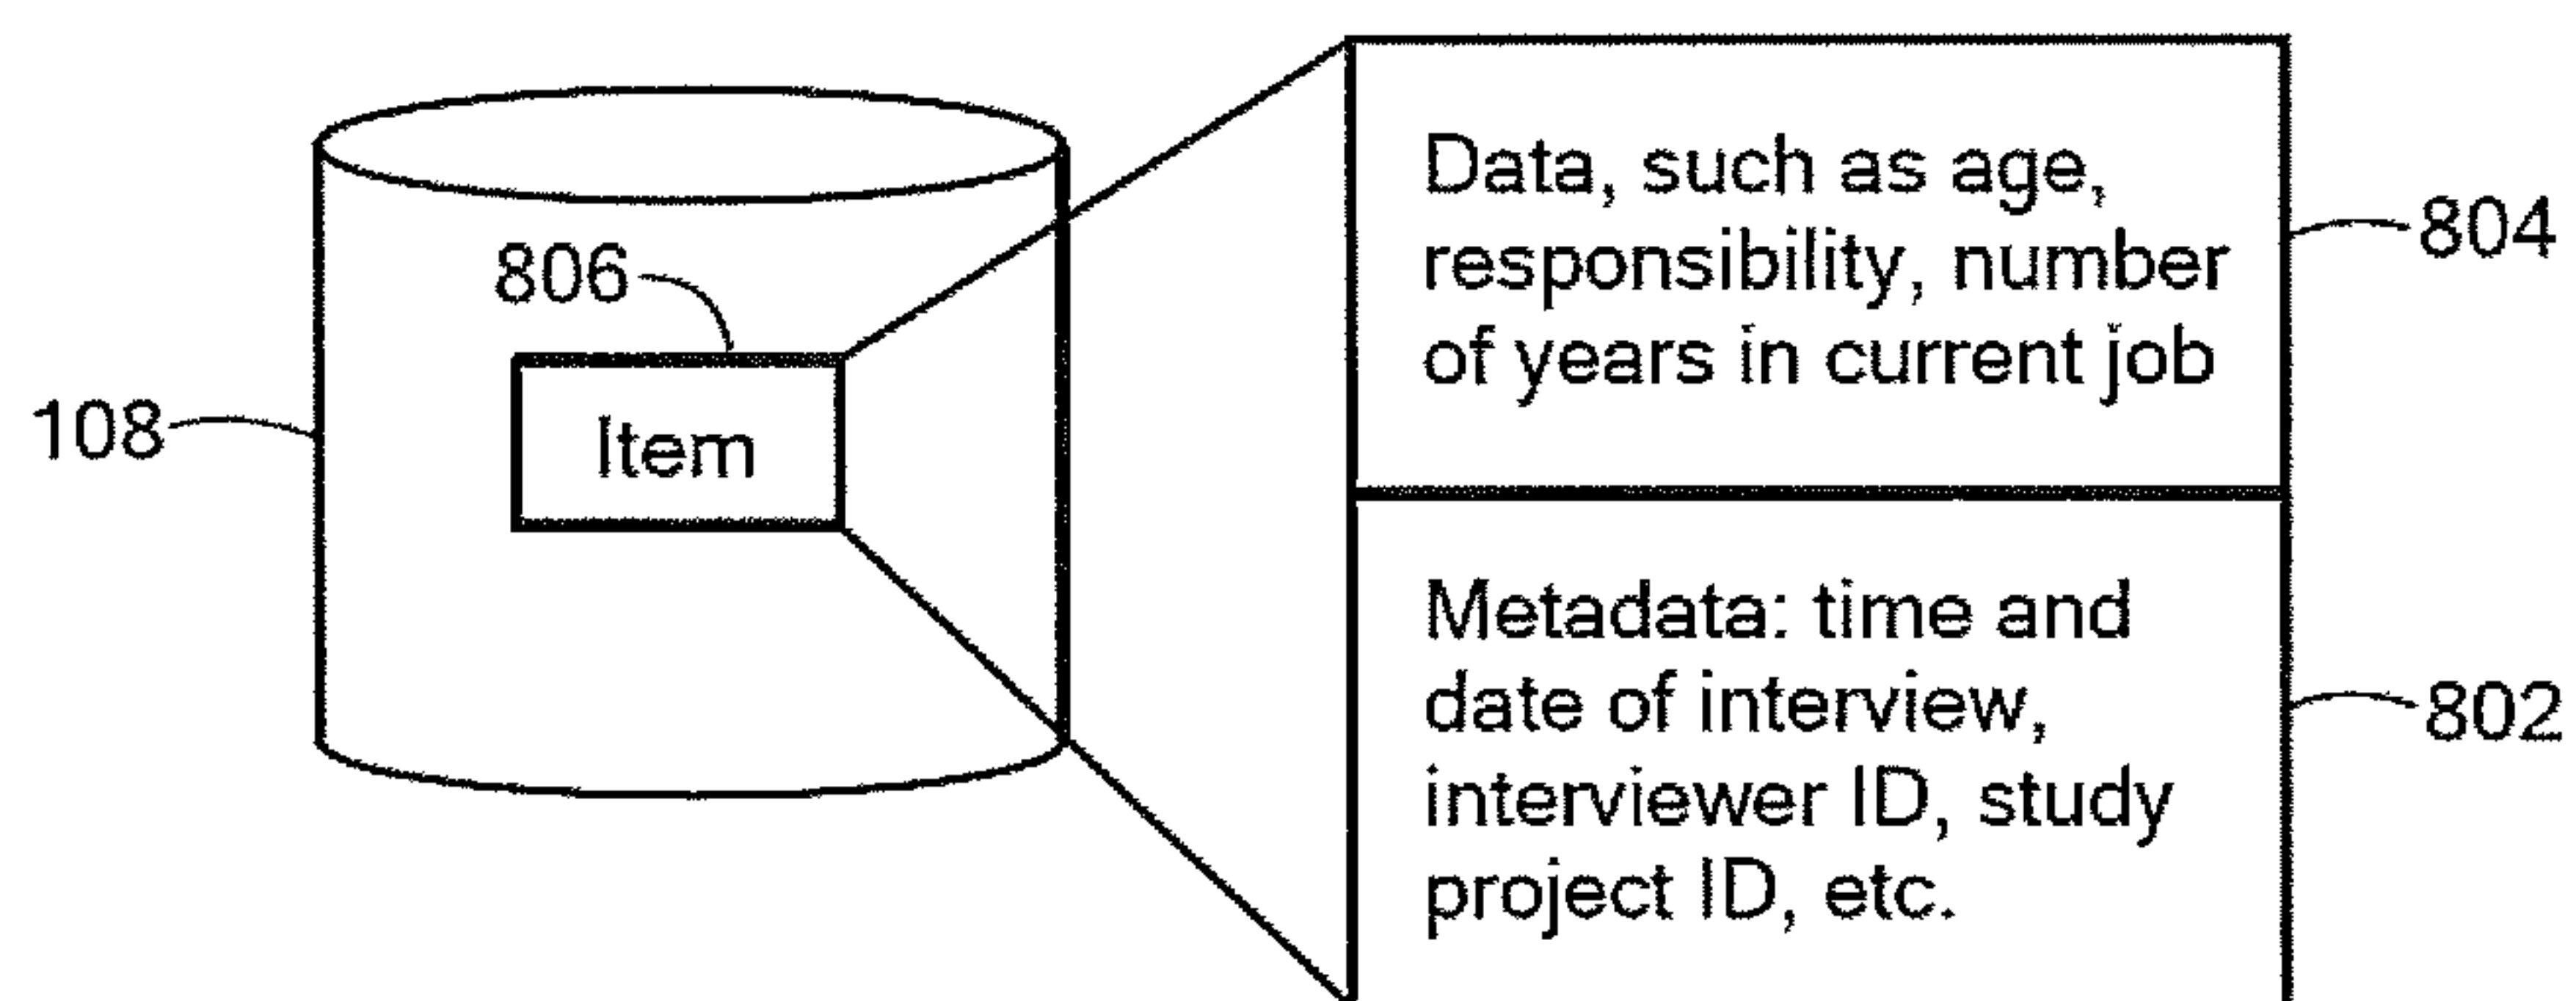 Data, such as age,
responsibility, number
of years in current job
804
806
Item
108
Metadata: time and
date of interview,
interviewer ID, study
project ID, etc.
802